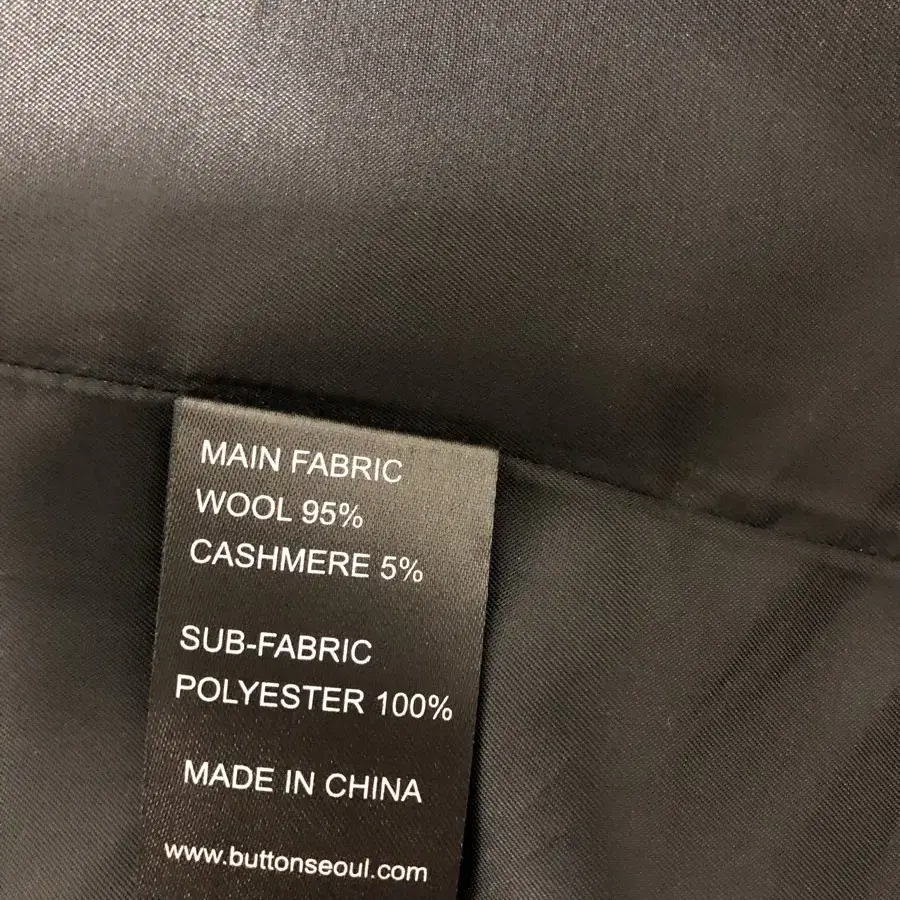 MAIN FABRIC
WOOL 95%
CASHMERE 5%
SUB-FABRIC
POLYESTER 100%
MADE IN CHINA
www.buttonseoul.com